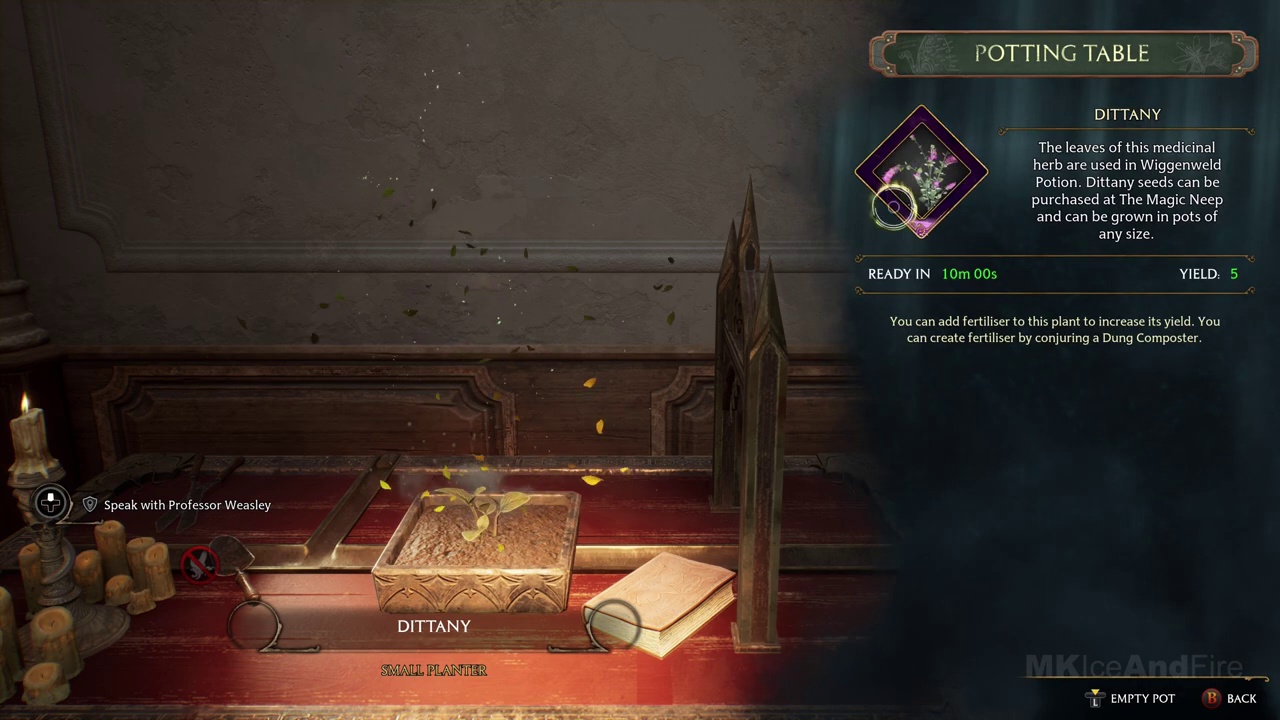 POTTING TABLE
DITTANY
The leaves of this medicinal
herb are used in Wiggenweld
Potion. Dittany seeds can be
purchased at The Magic Neep
and can be grown in pots of
any size.
READY IN 10m 00s
YIELD: 5
You can add fertiliser to this plant to increase its yield. You
can create fertiliser by conjuring a Dung Composter.
Speak with Professor Weasley
DITTANY
SMALL PLANTER
MKIceAndFire
L EMPTY POT
B BACK